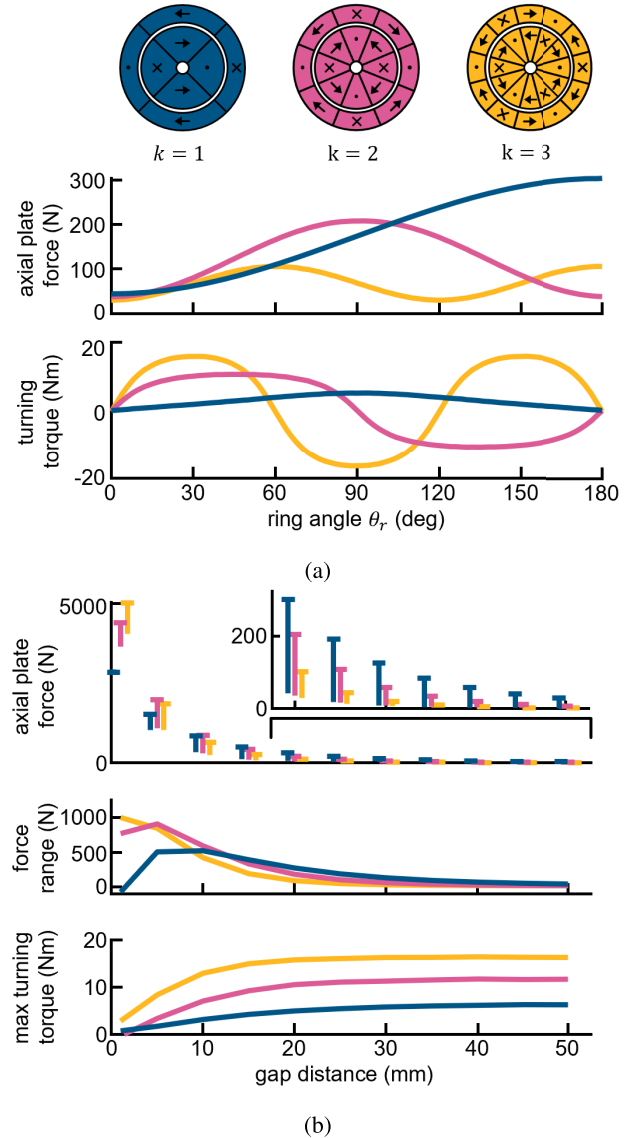 k = 1
k = 2
k = 3
axial plate
force (N)
300
200
100
0
turning
torque (Nm)
20
0
-20
0
30
60
90
120
150
180
ring angle θr (deg)
(a)
axial plate
force (N)
5000
0
200
0
force
range (N)
1000
500
0
max turning
torque (Nm)
20
10
0
0
10
20
30
40
50
gap distance (mm)
(b)